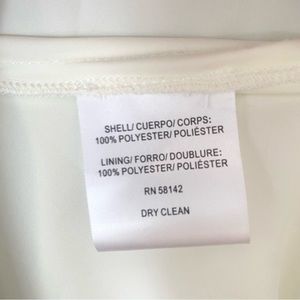 SHELL/ CUERPO/ CORPS:
100% POLYESTER/ POLIÉSTER
LINING/ FORRO/ DOUBLURE:
100% POLYESTER/ POLIÉSTER
RN 58142
DRY CLEAN